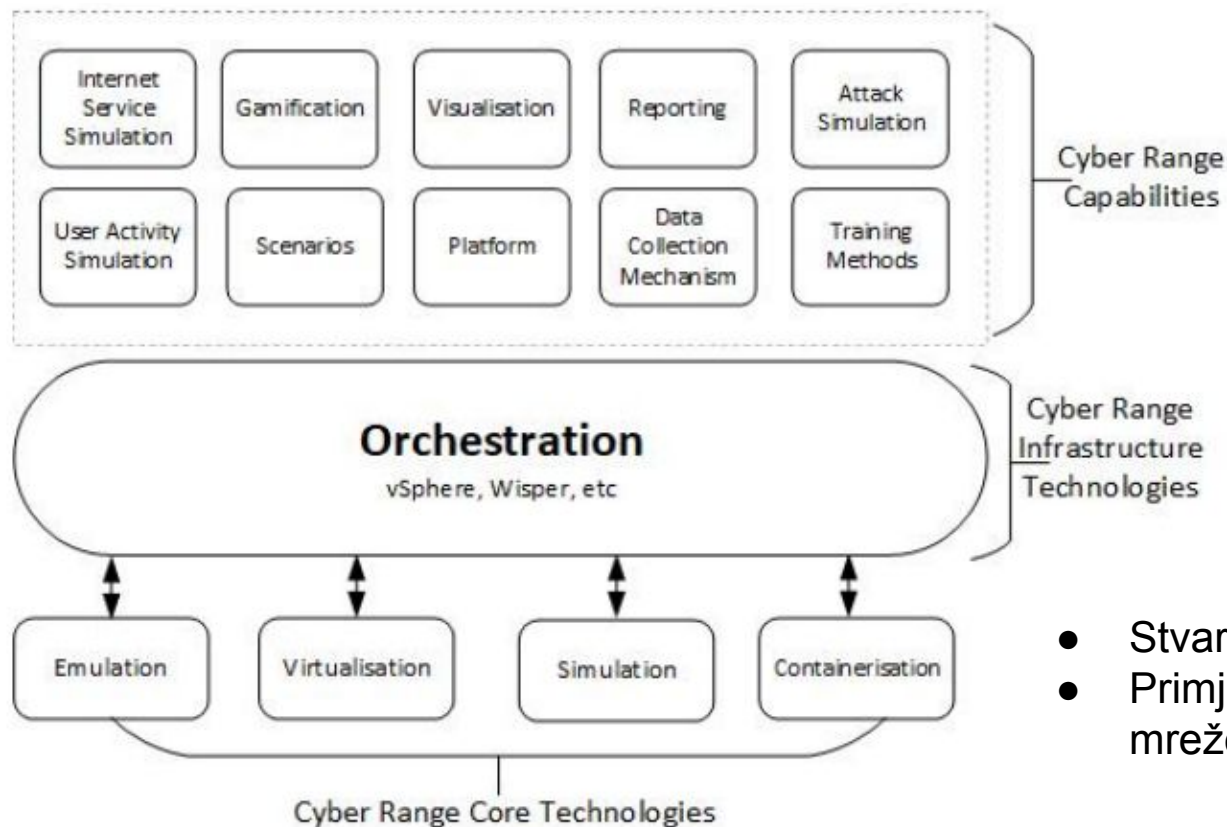 Internet
Service
Simulation
Gamification
Visualisation
Reporting
Attack
Simulation
User Activity
Simulation
Scenarios
Platform
Data
Collection
Mechanism
Training
Methods
Cyber Range
Capabilities
Orchestration
vSphere, Wisper, etc
Cyber Range
Infrastructure
Technologies
Emulation
Virtualisation
Simulation
Containerisation
Cyber Range Core Technologies
● Stvar
● Primj
mrež